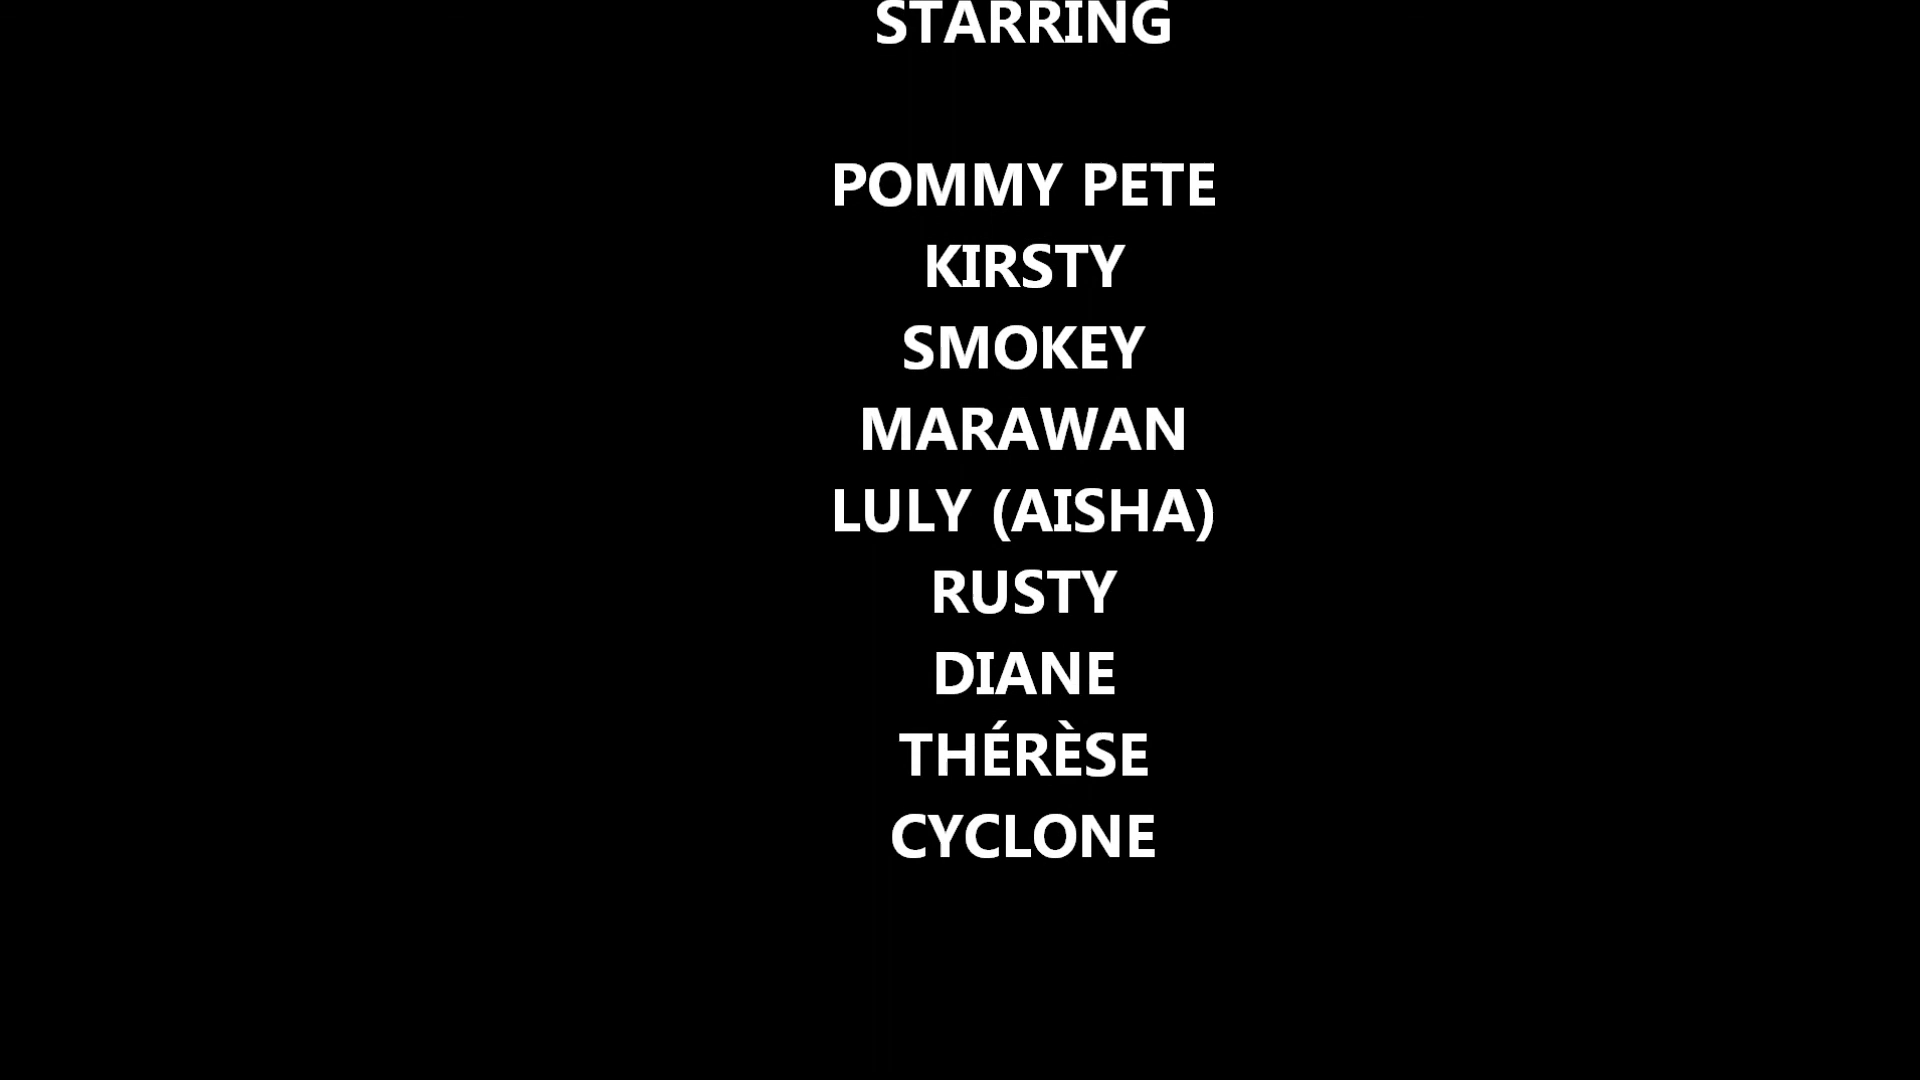 STARRING
POMMY PETE
KIRSTY
SMOKEY
MARAWAN
LULY (AISHA)
RUSTY
DIANE
THÉRÈSE
CYCLONE